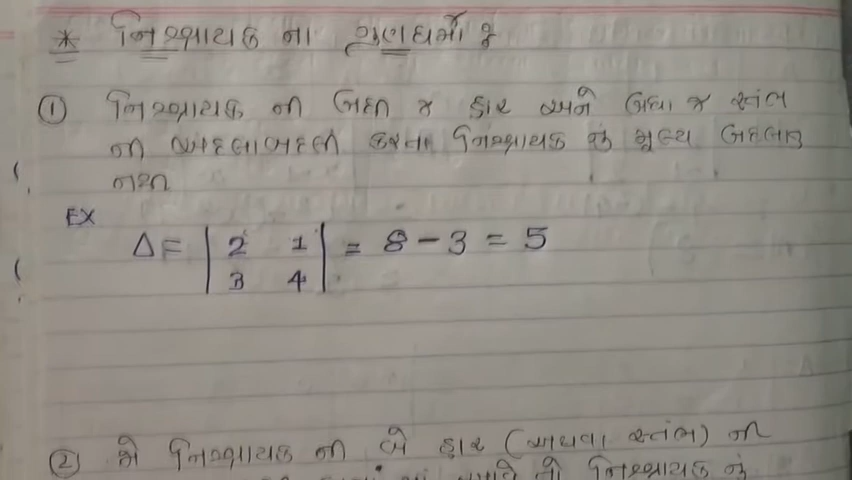 * નિશ્ચાયક ના ગુણધર્મો :
① નિશ્ચાયક ની બધી જ હાર અને બધા જ સ્તંભ
ની અદલાબદલી કરતા નિશ્ચાયક નું મૂલ્ય બદલાતું
નથી
EX
Δ = | 2 1 | = 8 - 3 = 5
| 3 4 |
② જો નિશ્ચાયક ની બે હાર (અથવા સ્તંભ) ની
તો નિશ્ચાયક નું